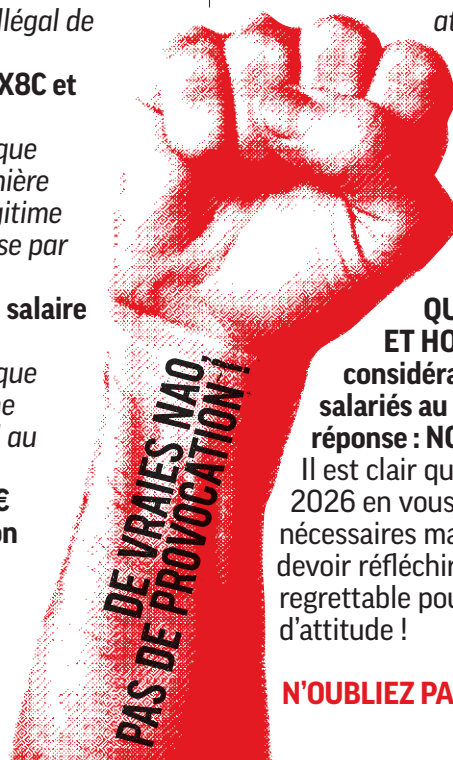 llégal de
X8C et
que
nière
gitime
se par
salaire
que
ne
au
€
on
at
DE VRAIES NAO,
PAS DE PROVOCATION !
QU
ET HO
considéra
salariés au
réponse : NO
Il est clair qu
2026 en vous
nécessaires ma
devoir réfléchir
regrettable pou
d'attitude !
N'OUBLIEZ PA